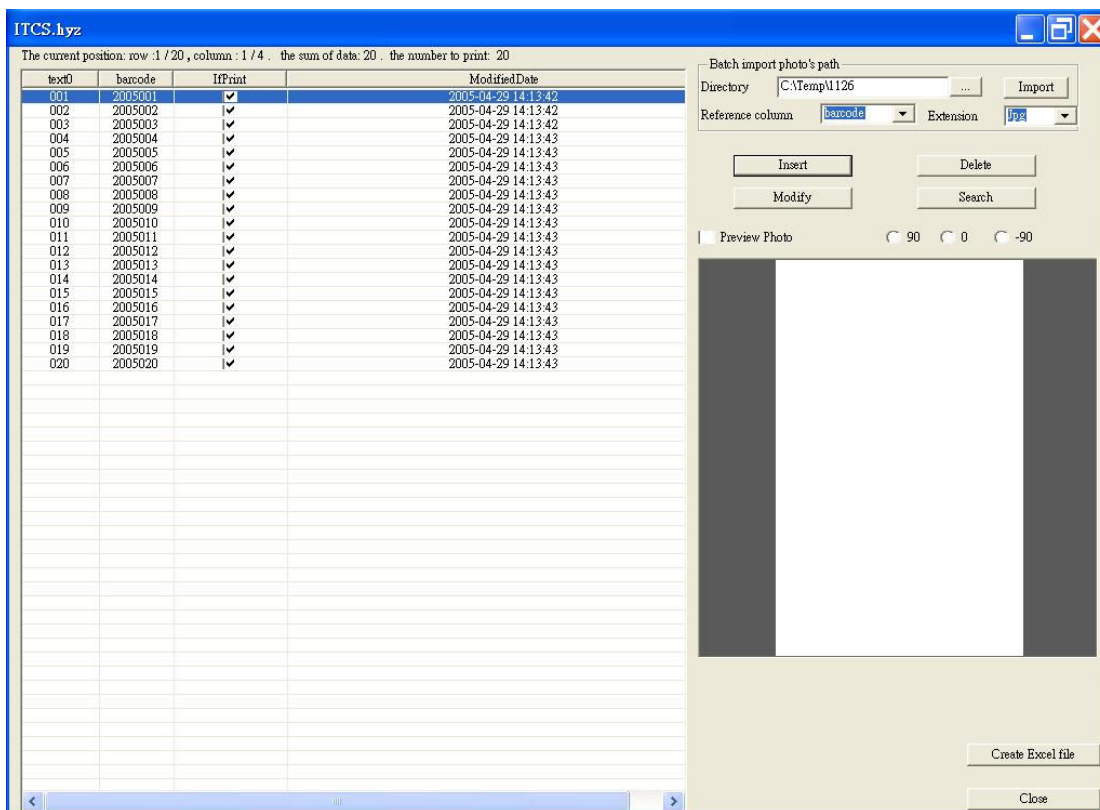 ITCS.hyz
The current position: row :1 / 20 , column : 1 / 4 .   the sum of data: 20 .  the number to print:  20
text0 barcode IfPrint ModifiedDate
001 2005001 2005-04-29 14:13:42
002 2005002 2005-04-29 14:13:42
003 2005003 2005-04-29 14:13:42
004 2005004 2005-04-29 14:13:43
005 2005005 2005-04-29 14:13:43
006 2005006 2005-04-29 14:13:43
007 2005007 2005-04-29 14:13:43
008 2005008 2005-04-29 14:13:43
009 2005009 2005-04-29 14:13:43
010 2005010 2005-04-29 14:13:43
011 2005011 2005-04-29 14:13:43
012 2005012 2005-04-29 14:13:43
013 2005013 2005-04-29 14:13:43
014 2005014 2005-04-29 14:13:43
015 2005015 2005-04-29 14:13:43
016 2005016 2005-04-29 14:13:43
017 2005017 2005-04-29 14:13:43
018 2005018 2005-04-29 14:13:43
019 2005019 2005-04-29 14:13:43
020 2005020 2005-04-29 14:13:43
Batch import photo's path
Directory C:\Temp\1126 ... Import
Reference column barcode Extension Jpg
Insert Delete
Modify Search
Preview Photo 90 0 -90
Create Excel file
Close